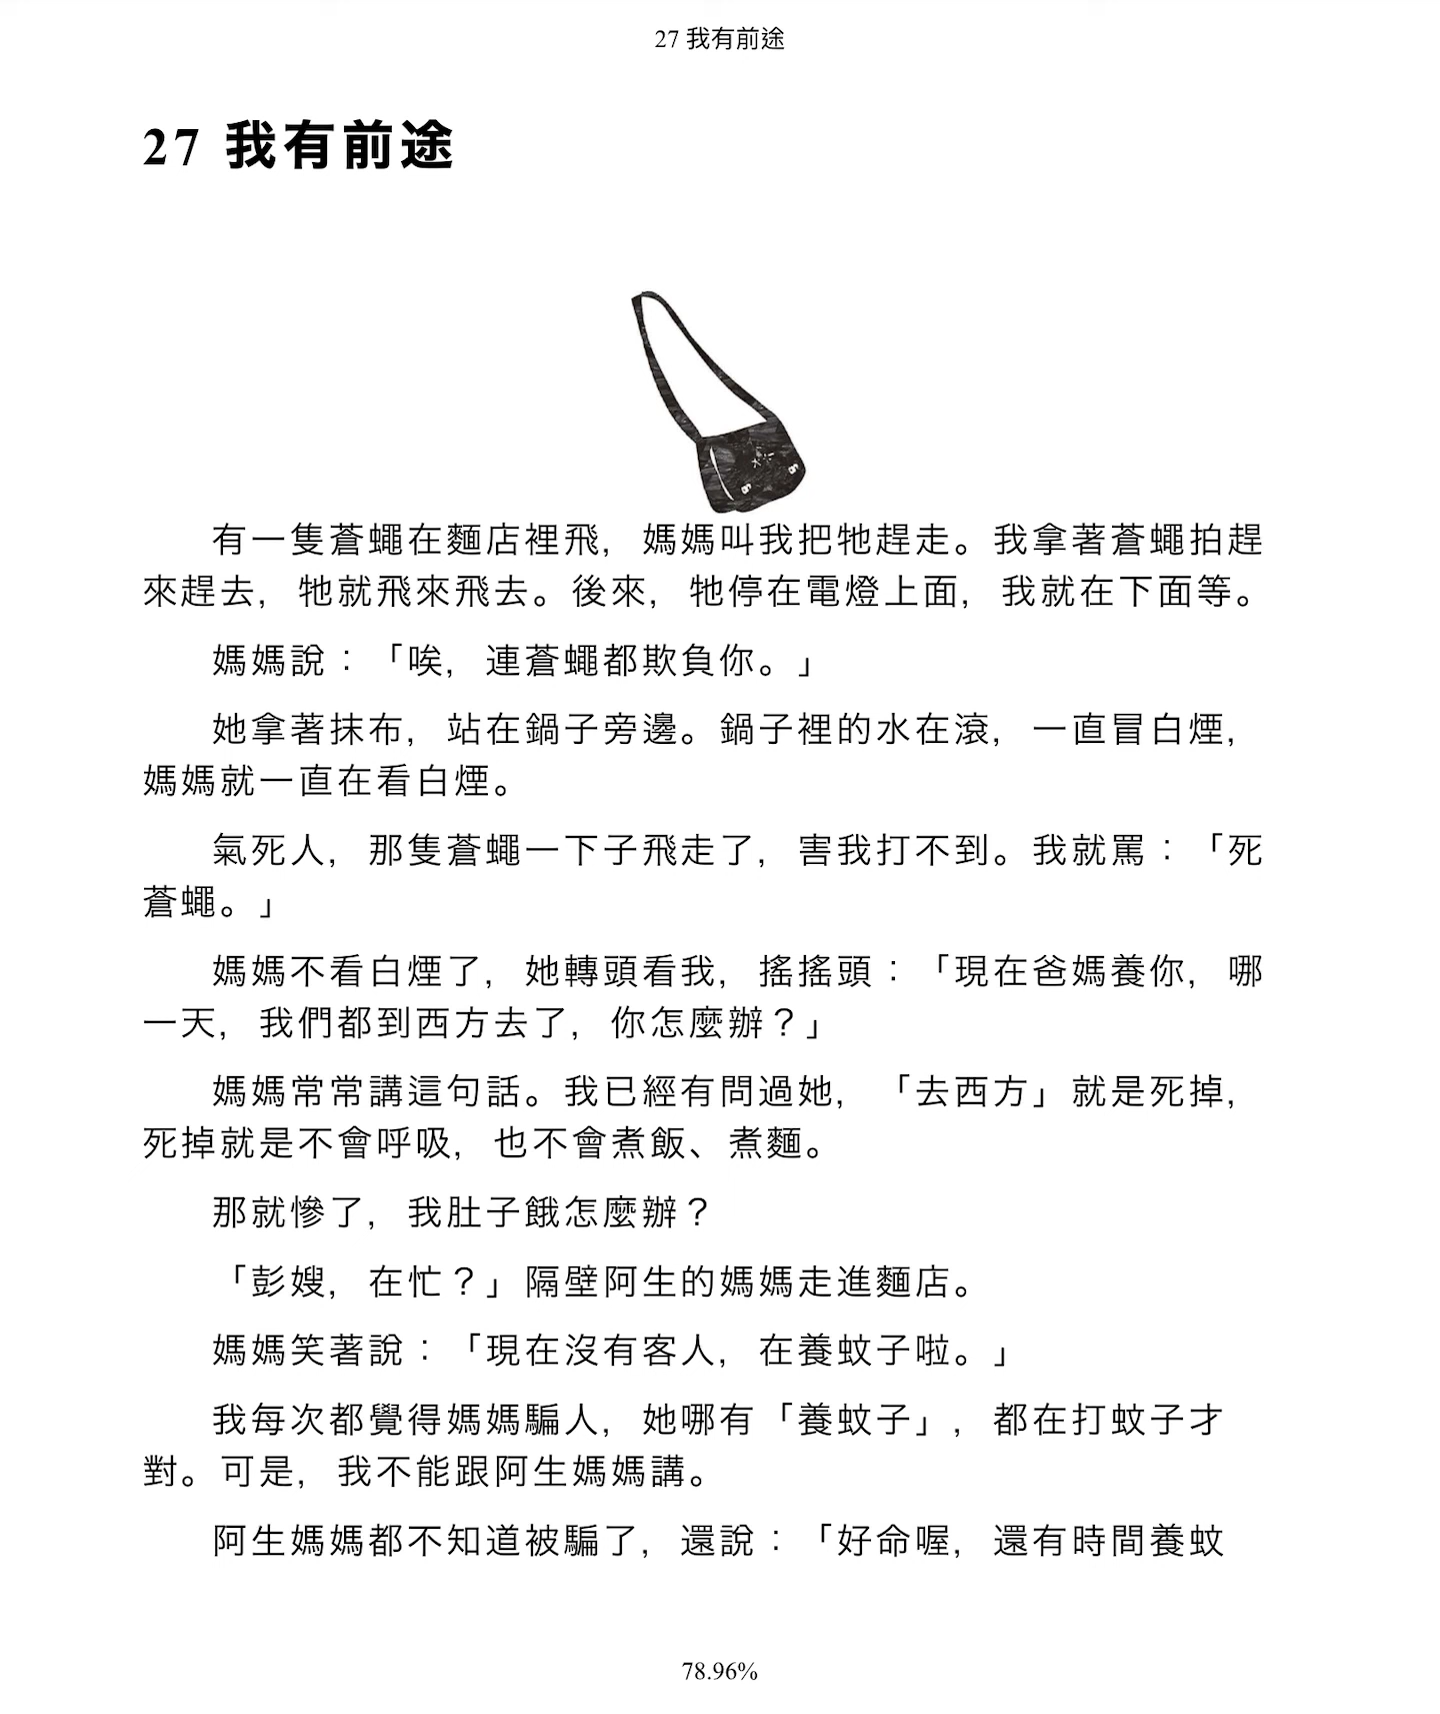 27 我有前途
27 我有前途
有一隻蒼蠅在麵店裡飛，媽媽叫我把牠趕走。我拿著蒼蠅拍趕
來趕去，牠就飛來飛去。後來，牠停在電燈上面，我就在下面等。
媽媽說：「唉，連蒼蠅都欺負你。」
她拿著抹布，站在鍋子旁邊。鍋子裡的水在滾，一直冒白煙，
媽媽就一直在看白煙。
氣死人，那隻蒼蠅一下子飛走了，害我打不到。我就罵：「死
蒼蠅。」
媽媽不看白煙了，她轉頭看我，搖搖頭：「現在爸媽養你，哪
一天，我們都到西方去了，你怎麼辦？」
媽媽常常講這句話。我已經有問過她，「去西方」就是死掉，
死掉就是不會呼吸，也不會煮飯、煮麵。
那就慘了，我肚子餓怎麼辦？
「彭嫂，在忙？」隔壁阿生的媽媽走進麵店。
媽媽笑著說：「現在沒有客人，在養蚊子啦。」
我每次都覺得媽媽騙人，她哪有「養蚊子」，都在打蚊子才
對。可是，我不能跟阿生媽媽講。
阿生媽媽都不知道被騙了，還說：「好命喔，還有時間養蚊
78.96%